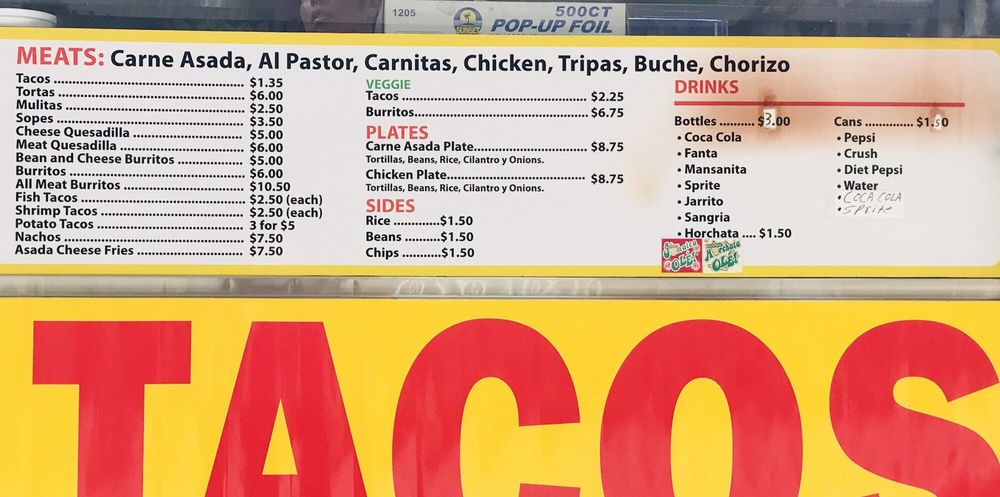 1205 SUNSET 500CT
POP-UP FOIL
MEATS: Carne Asada, Al Pastor, Carnitas, Chicken, Tripas, Buche, Chorizo
Tacos ........ $1.35
Tortas ........ $6.00
Mulitas ........ $2.50
Sopes ........ $3.50
Cheese Quesadilla ........ $5.00
Meat Quesadilla ........ $6.00
Bean and Cheese Burritos ........ $5.00
Burritos ........ $6.00
All Meat Burritos ........ $10.50
Fish Tacos ........ $2.50 (each)
Shrimp Tacos ........ $2.50 (each)
Potato Tacos ........ 3 for $5
Nachos ........ $7.50
Asada Cheese Fries ........ $7.50
VEGGIE
Tacos ........ $2.25
Burritos ........ $6.75
PLATES
Carne Asada Plate ........ $8.75
Tortillas, Beans, Rice, Cilantro y Onions.
Chicken Plate ........ $8.75
Tortillas, Beans, Rice, Cilantro y Onions.
SIDES
Rice ........ $1.50
Beans ........ $1.50
Chips ........ $1.50
DRINKS
Bottles ........ $3.00
• Coca Cola
• Fanta
• Mansanita
• Sprite
• Jarrito
• Sangria
• Horchata .... $1.50
Jamaica
OLÉ!
Horchata
OLÉ!
Cans ........ $1.50
• Pepsi
• Crush
• Diet Pepsi
• Water
• COCA COLA
• Sprite
TACOS